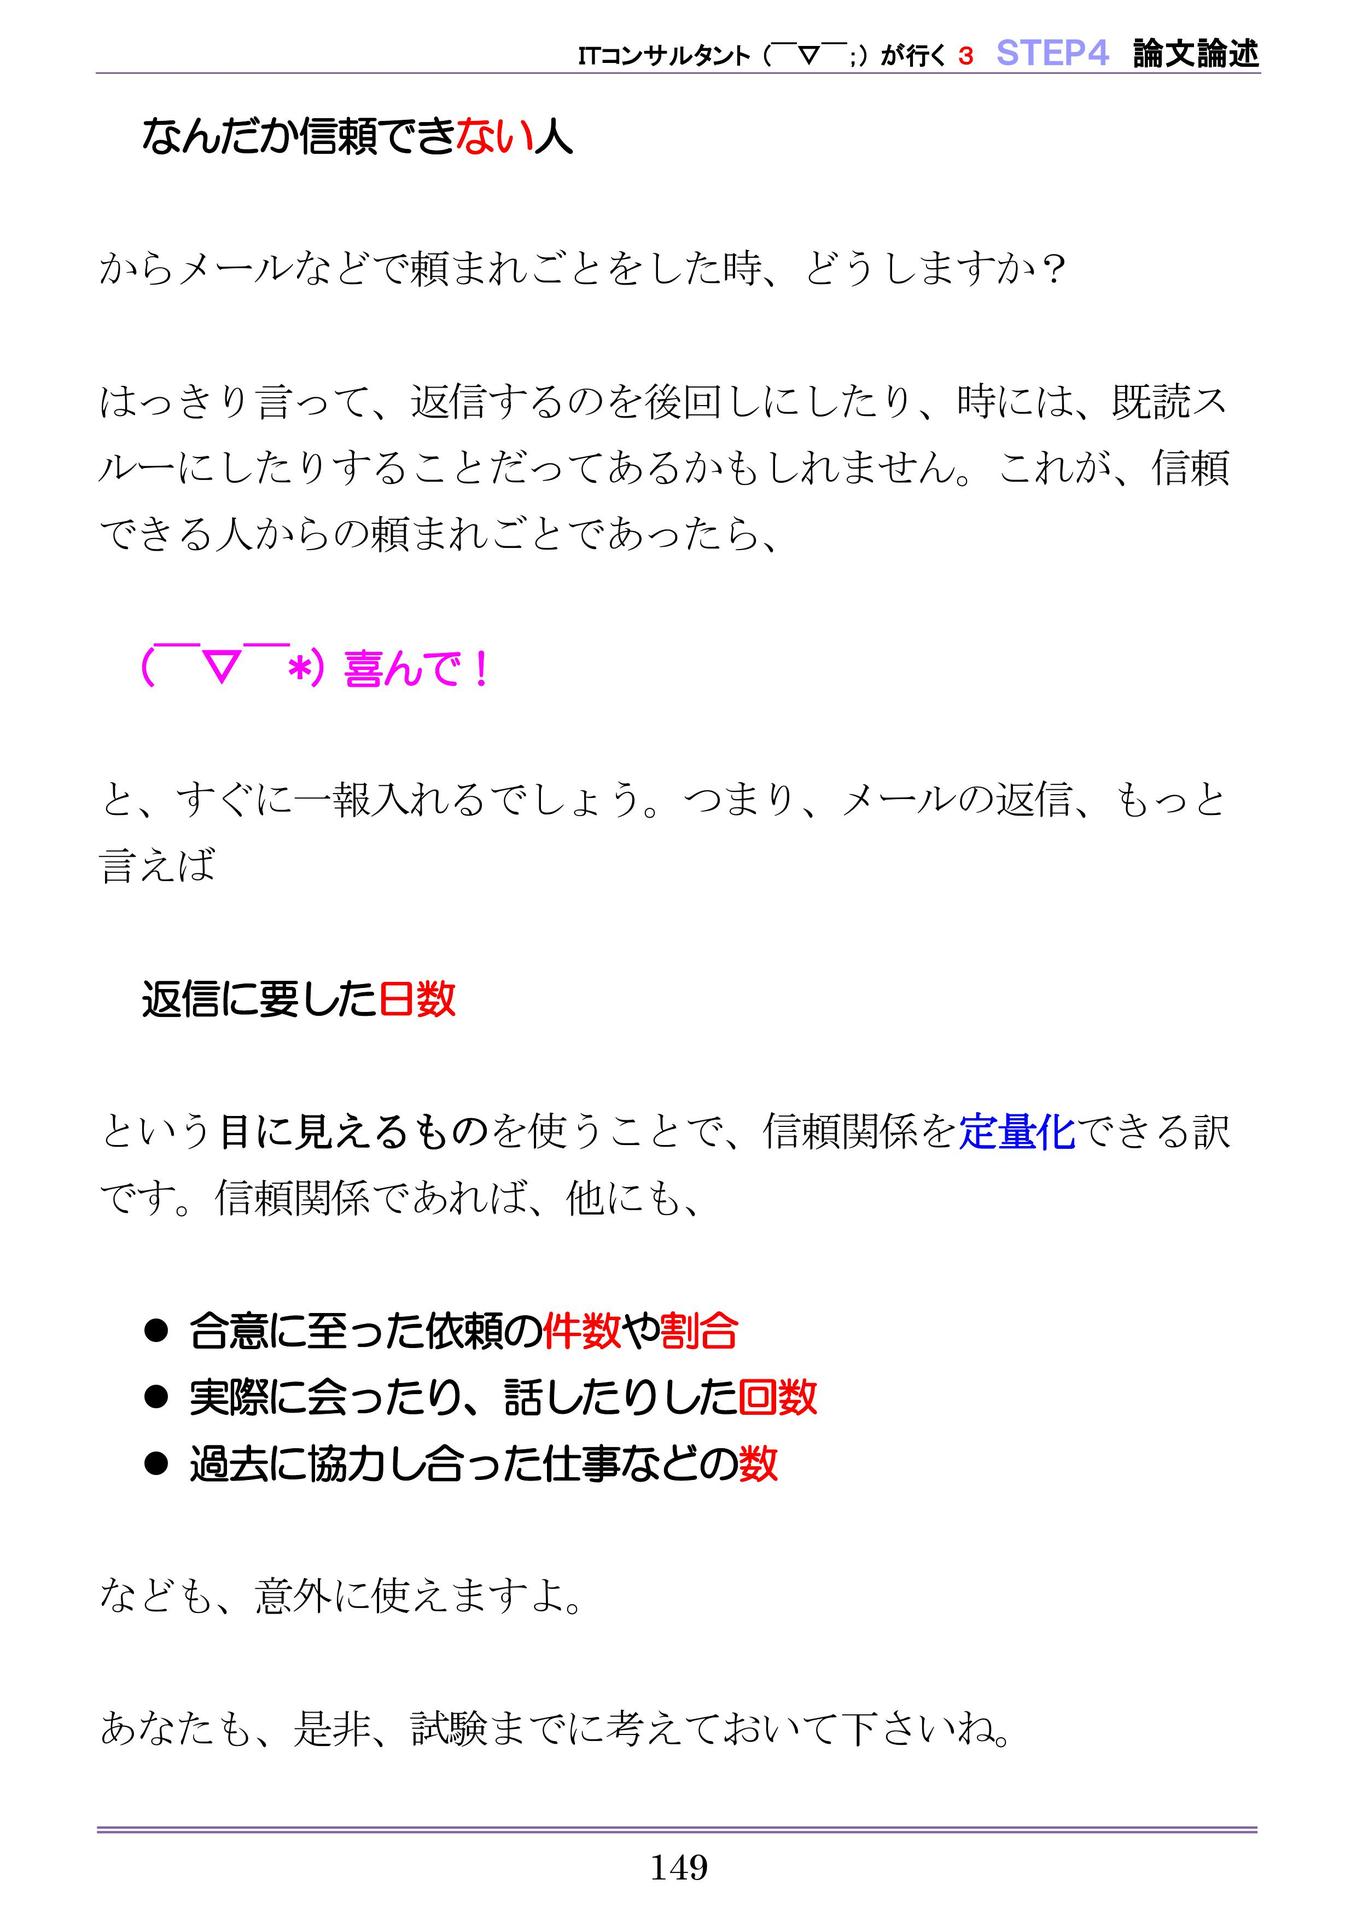 ITコンサルタント（￣▽￣；）が行く 3 STEP4 論文論述
なんだか信頼できない人
からメールなどで頼まれごとをした時、どうしますか？
はっきり言って、返信するのを後回しにしたり、時には、既読ス
ルーにしたりすることだってあるかもしれません。これが、信頼
できる人からの頼まれごとであったら、
（￣▽￣*）喜んで！
と、すぐに一報入れるでしょう。つまり、メールの返信、もっと
言えば
返信に要した日数
という目に見えるものを使うことで、信頼関係を定量化できる訳
です。信頼関係であれば、他にも、
● 合意に至った依頼の件数や割合
● 実際に会ったり、話したりした回数
● 過去に協力し合った仕事などの数
なども、意外に使えますよ。
あなたも、是非、試験までに考えておいて下さいね。
149